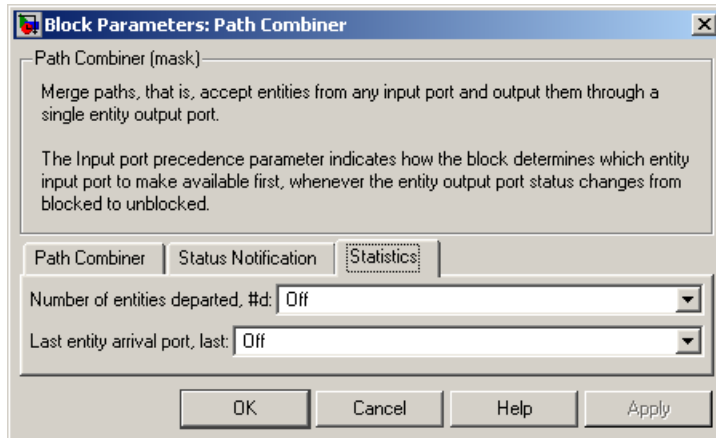 Block Parameters: Path Combiner
Path Combiner (mask)
Merge paths, that is, accept entities from any input port and output them through a
single entity output port.
The Input port precedence parameter indicates how the block determines which entity
input port to make available first, whenever the entity output port status changes from
blocked to unblocked.
Path Combiner Status Notification Statistics
Number of entities departed, #d: Off
Last entity arrival port, last: Off
OK Cancel Help Apply